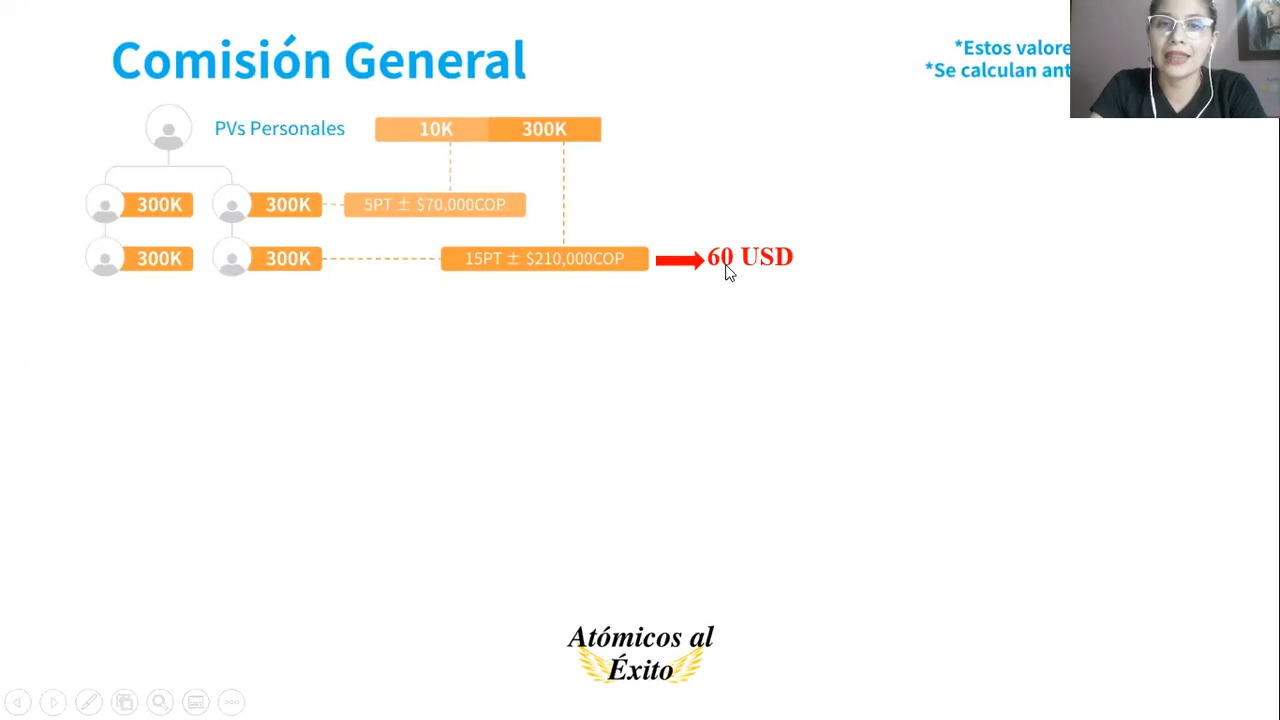 Comisión General
*Estos valore
*Se calculan ant
PVs Personales
10K
300K
300K
300K
5PT ± $70,000COP
300K
300K
15PT ± $210,000COP
60 USD
Atómicos al
Éxito